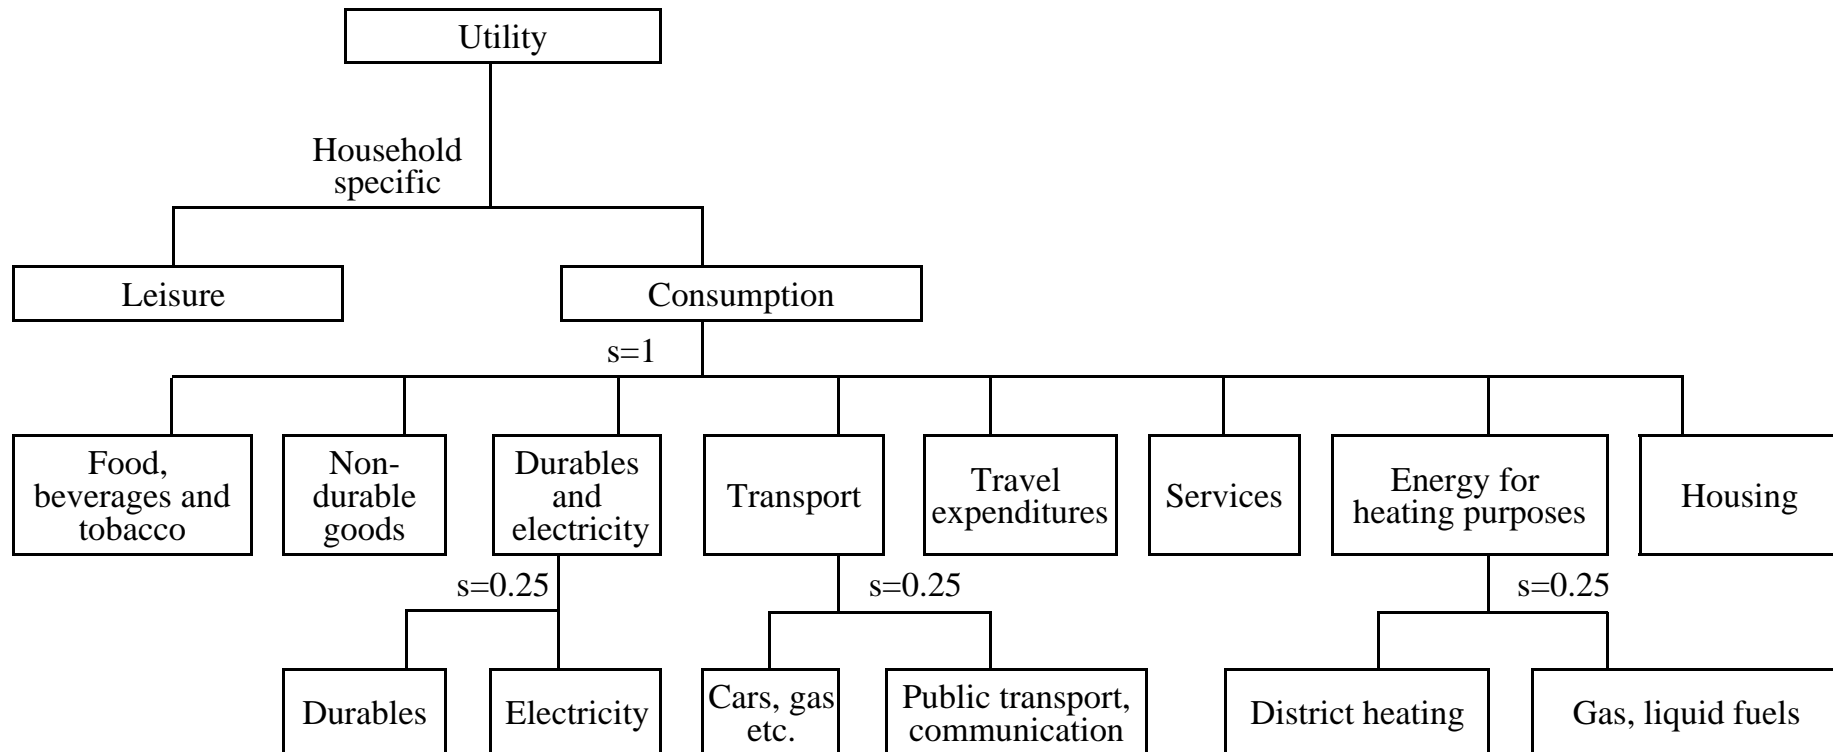 Utility
Household
specific
Leisure
Consumption
s=1
Food,
beverages and
tobacco
Non-
durable
goods
Durables
and
electricity
Transport
Travel
expenditures
Services
Energy for
heating purposes
Housing
s=0.25
s=0.25
s=0.25
Durables
Electricity
Cars, gas
etc.
Public transport,
communication
District heating
Gas, liquid fuels